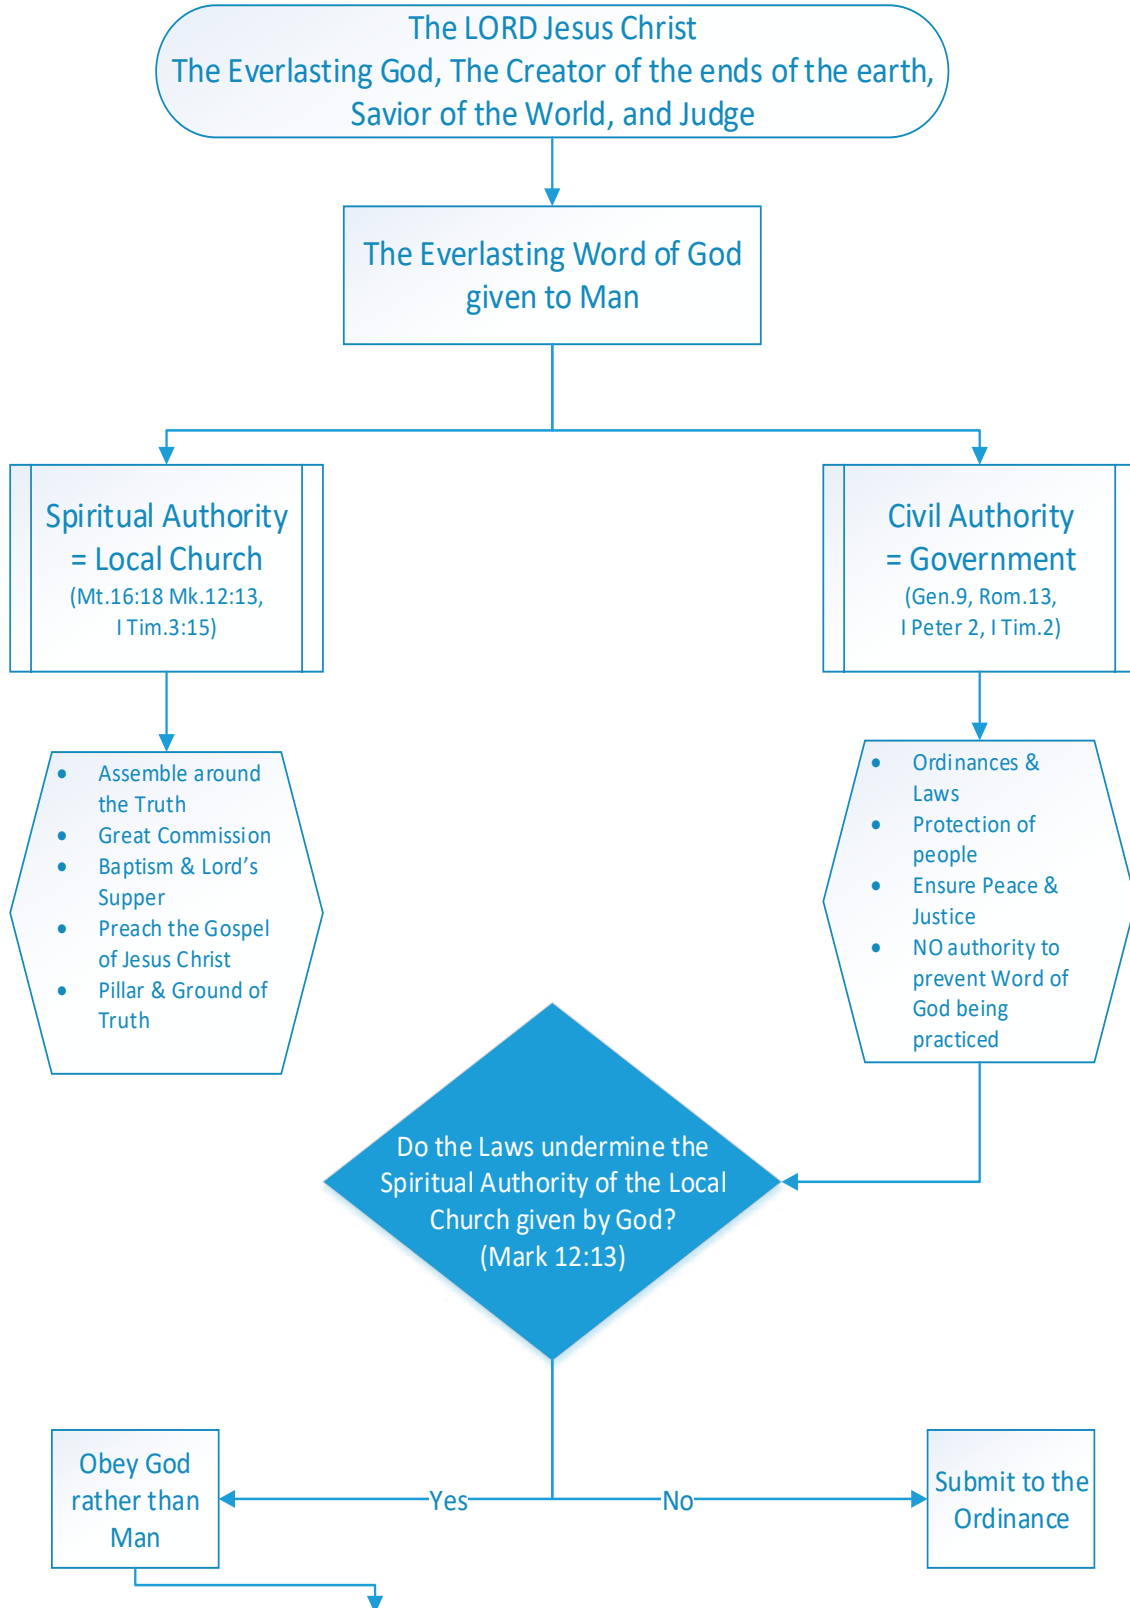 The LORD Jesus Christ
The Everlasting God, The Creator of the ends of the earth,
Savior of the World, and Judge
The Everlasting Word of God
given to Man
Spiritual Authority
= Local Church
(Mt.16:18 Mk.12:13,
I Tim.3:15)
Civil Authority
= Government
(Gen.9, Rom.13,
I Peter 2, I Tim.2)
• Assemble around
the Truth
• Great Commission
• Baptism & Lord’s
Supper
• Preach the Gospel
of Jesus Christ
• Pillar & Ground of
Truth
• Ordinances &
Laws
• Protection of
people
• Ensure Peace &
Justice
• NO authority to
prevent Word of
God being
practiced
Do the Laws undermine the
Spiritual Authority of the Local
Church given by God?
(Mark 12:13)
Obey God
rather than
Man
Yes
No
Submit to the
Ordinance